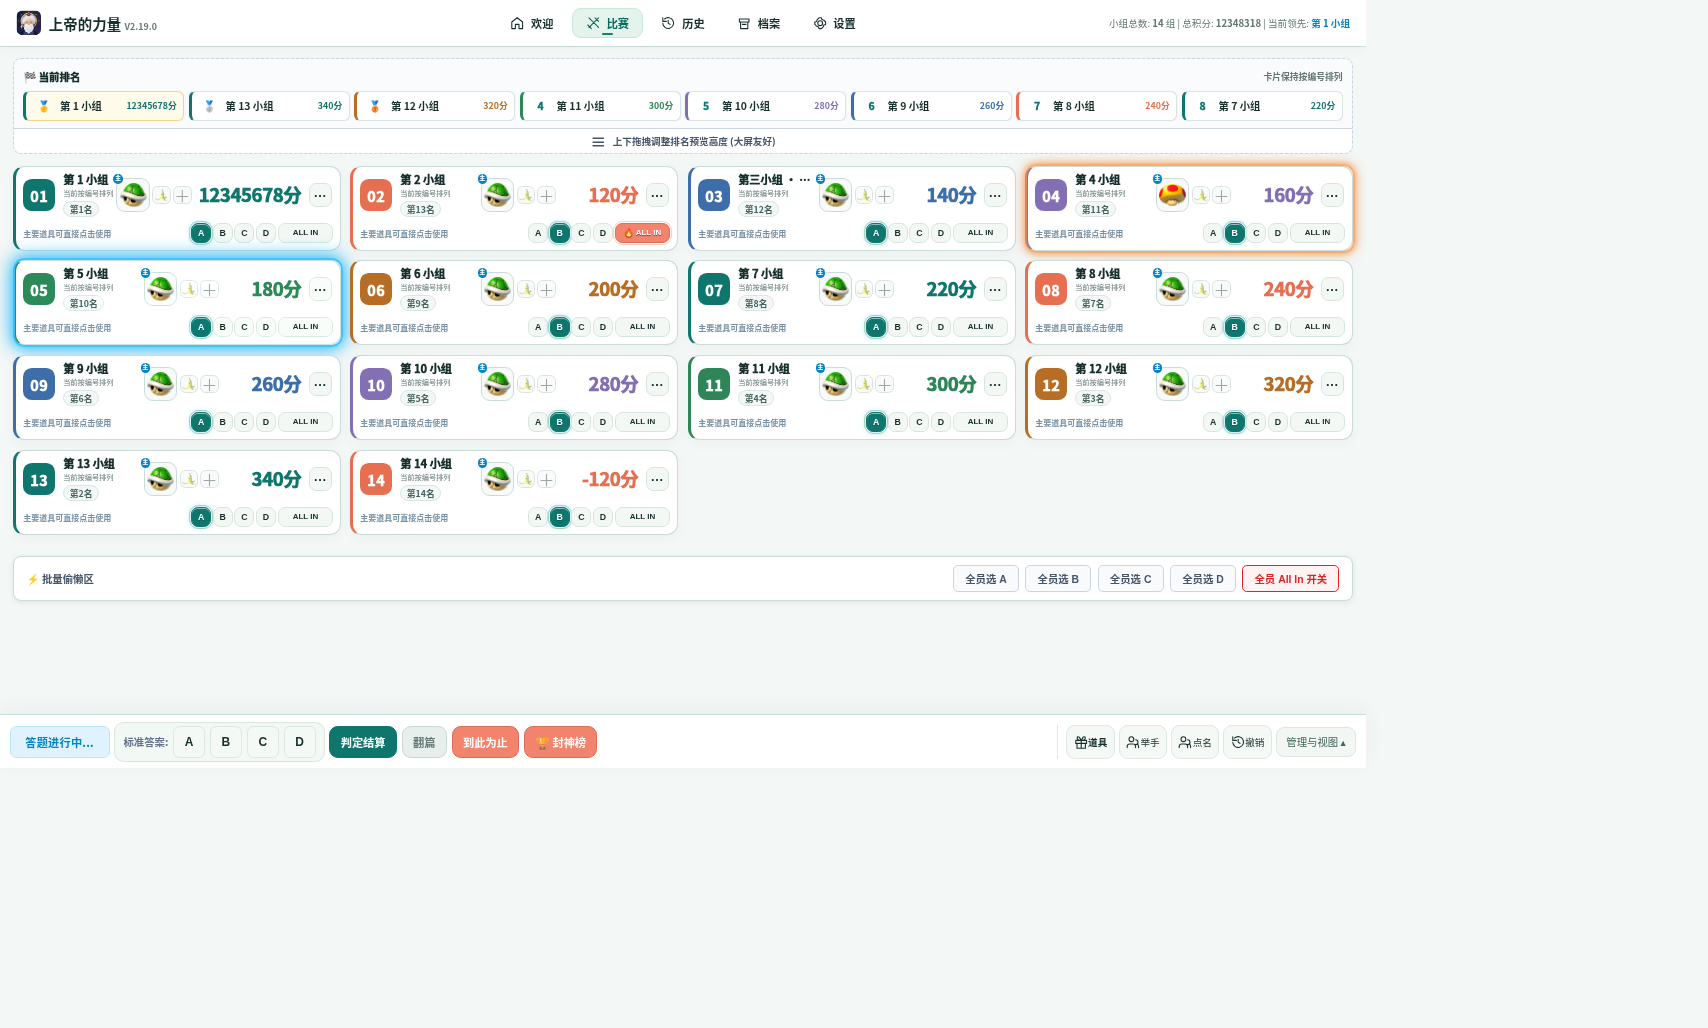 上帝的力量 V2.19.0
欢迎
比赛
历史
档案
设置
小组总数: 14 组 | 总积分: 12348318 | 当前领先: 第 1 小组
当前排名
卡片保持按编号排列
第 1 小组 12345678分
第 13 小组 340分
第 12 小组 320分
4 第 11 小组 300分
5 第 10 小组 280分
6 第 9 小组 260分
7 第 8 小组 240分
8 第 7 小组 220分
上下拖拽调整排名预览高度 (大屏友好)
01 第 1 小组 主 12345678分 ...
当前按编号排列
第1名
主要道具可直接点击使用 A B C D ALL IN
02 第 2 小组 主 120分 ...
当前按编号排列
第13名
主要道具可直接点击使用 A B C D 🔥 ALL IN
03 第三小组 · ... 主 140分 ...
当前按编号排列
第12名
主要道具可直接点击使用 A B C D ALL IN
04 第 4 小组 主 160分 ...
当前按编号排列
第11名
主要道具可直接点击使用 A B C D ALL IN
05 第 5 小组 主 180分 ...
当前按编号排列
第10名
主要道具可直接点击使用 A B C D ALL IN
06 第 6 小组 主 200分 ...
当前按编号排列
第9名
主要道具可直接点击使用 A B C D ALL IN
07 第 7 小组 主 220分 ...
当前按编号排列
第8名
主要道具可直接点击使用 A B C D ALL IN
08 第 8 小组 主 240分 ...
当前按编号排列
第7名
主要道具可直接点击使用 A B C D ALL IN
09 第 9 小组 主 260分 ...
当前按编号排列
第6名
主要道具可直接点击使用 A B C D ALL IN
10 第 10 小组 主 280分 ...
当前按编号排列
第5名
主要道具可直接点击使用 A B C D ALL IN
11 第 11 小组 主 300分 ...
当前按编号排列
第4名
主要道具可直接点击使用 A B C D ALL IN
12 第 12 小组 主 320分 ...
当前按编号排列
第3名
主要道具可直接点击使用 A B C D ALL IN
13 第 13 小组 主 340分 ...
当前按编号排列
第2名
主要道具可直接点击使用 A B C D ALL IN
14 第 14 小组 主 -120分 ...
当前按编号排列
第14名
主要道具可直接点击使用 A B C D ALL IN
⚡ 批量偷懒区
全员选 A
全员选 B
全员选 C
全员选 D
全员 All In 开关
答题进行中...
标准答案: A B C D
判定结算
翻篇
到此为止
🏆 封神榜
道具
举手
点名
撤销
管理与视图 ▴